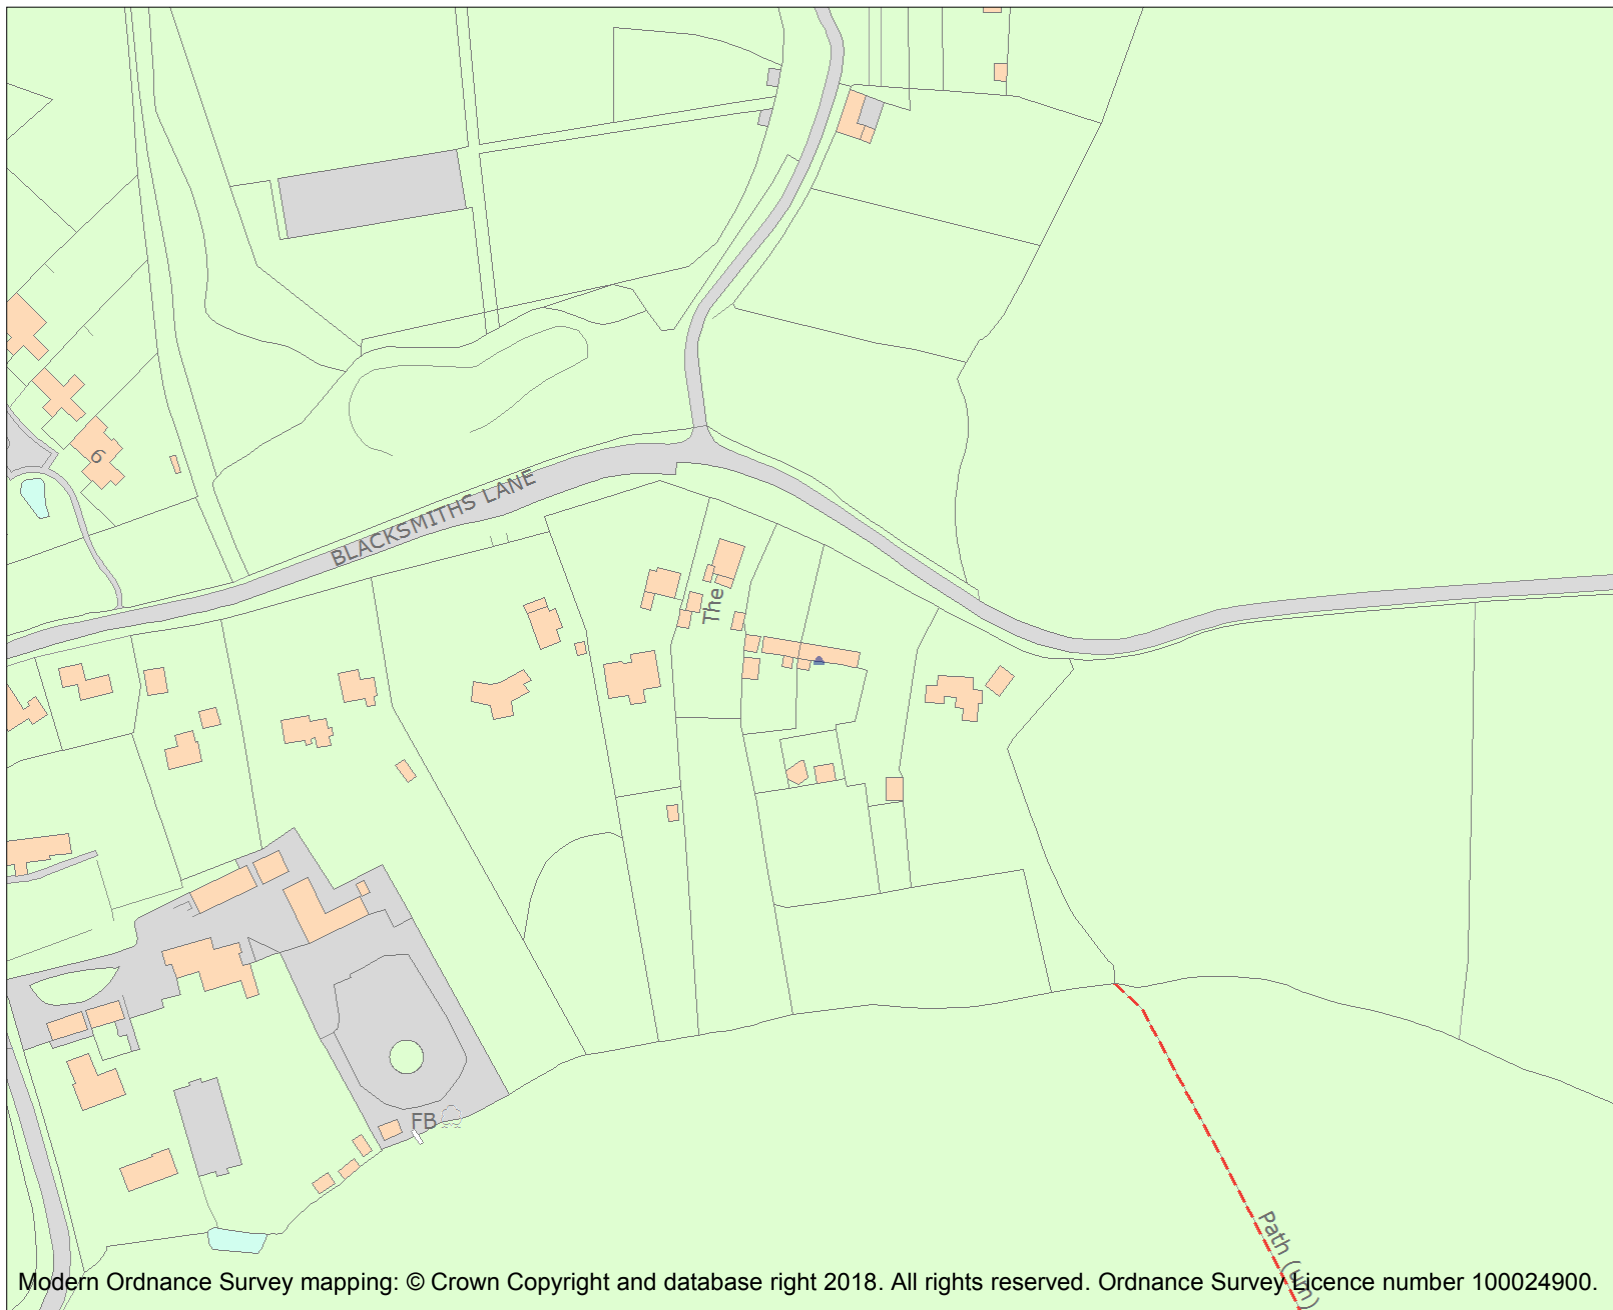 6
BLACKSMITHS LANE
The
FB
Path (um)
Modern Ordnance Survey mapping: © Crown Copyright and database right 2018. All rights reserved. Ordnance Survey Licence number 100024900.